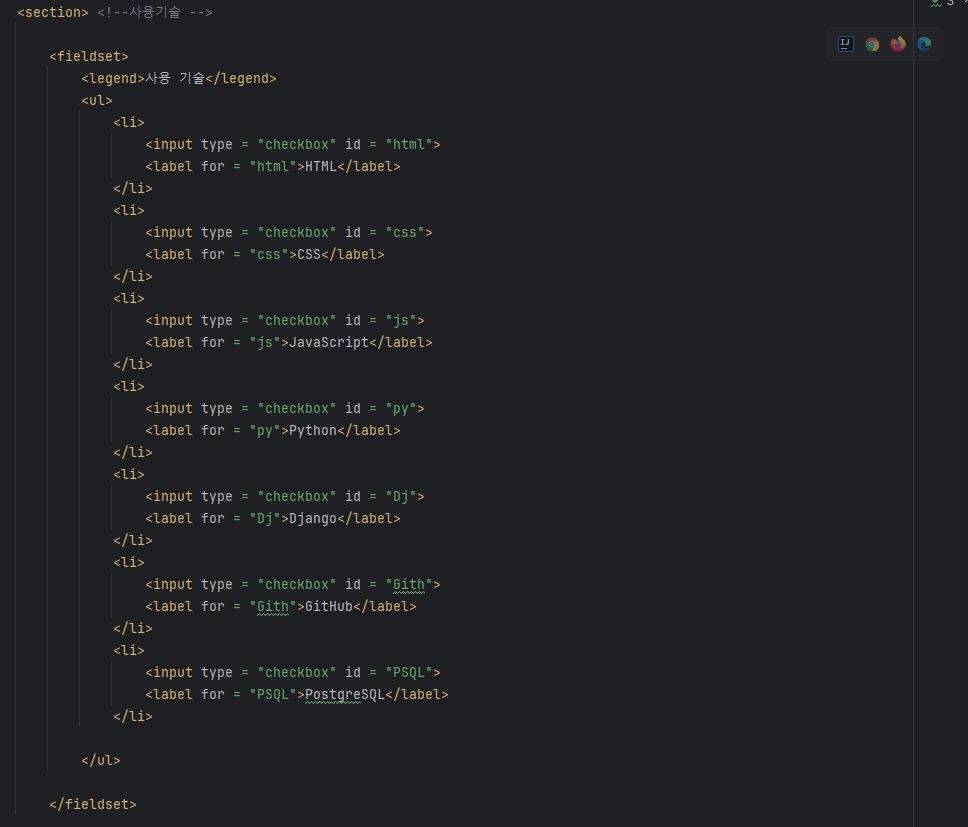 <section> <!--사용기술 -->
<fieldset>
<legend>사용 기술</legend>
<ul>
<li>
<input type = "checkbox" id = "html">
<label for = "html">HTML</label>
</li>
<li>
<input type = "checkbox" id = "css">
<label for = "css">CSS</label>
</li>
<li>
<input type = "checkbox" id = "js">
<label for = "js">JavaScript</label>
</li>
<li>
<input type = "checkbox" id = "py">
<label for = "py">Python</label>
</li>
<li>
<input type = "checkbox" id = "Dj">
<label for = "Dj">Django</label>
</li>
<li>
<input type = "checkbox" id = "Gith">
<label for = "Gith">GitHub</label>
</li>
<li>
<input type = "checkbox" id = "PSQL">
<label for = "PSQL">PostgreSQL</label>
</li>
</ul>
</fieldset>
3
IJ